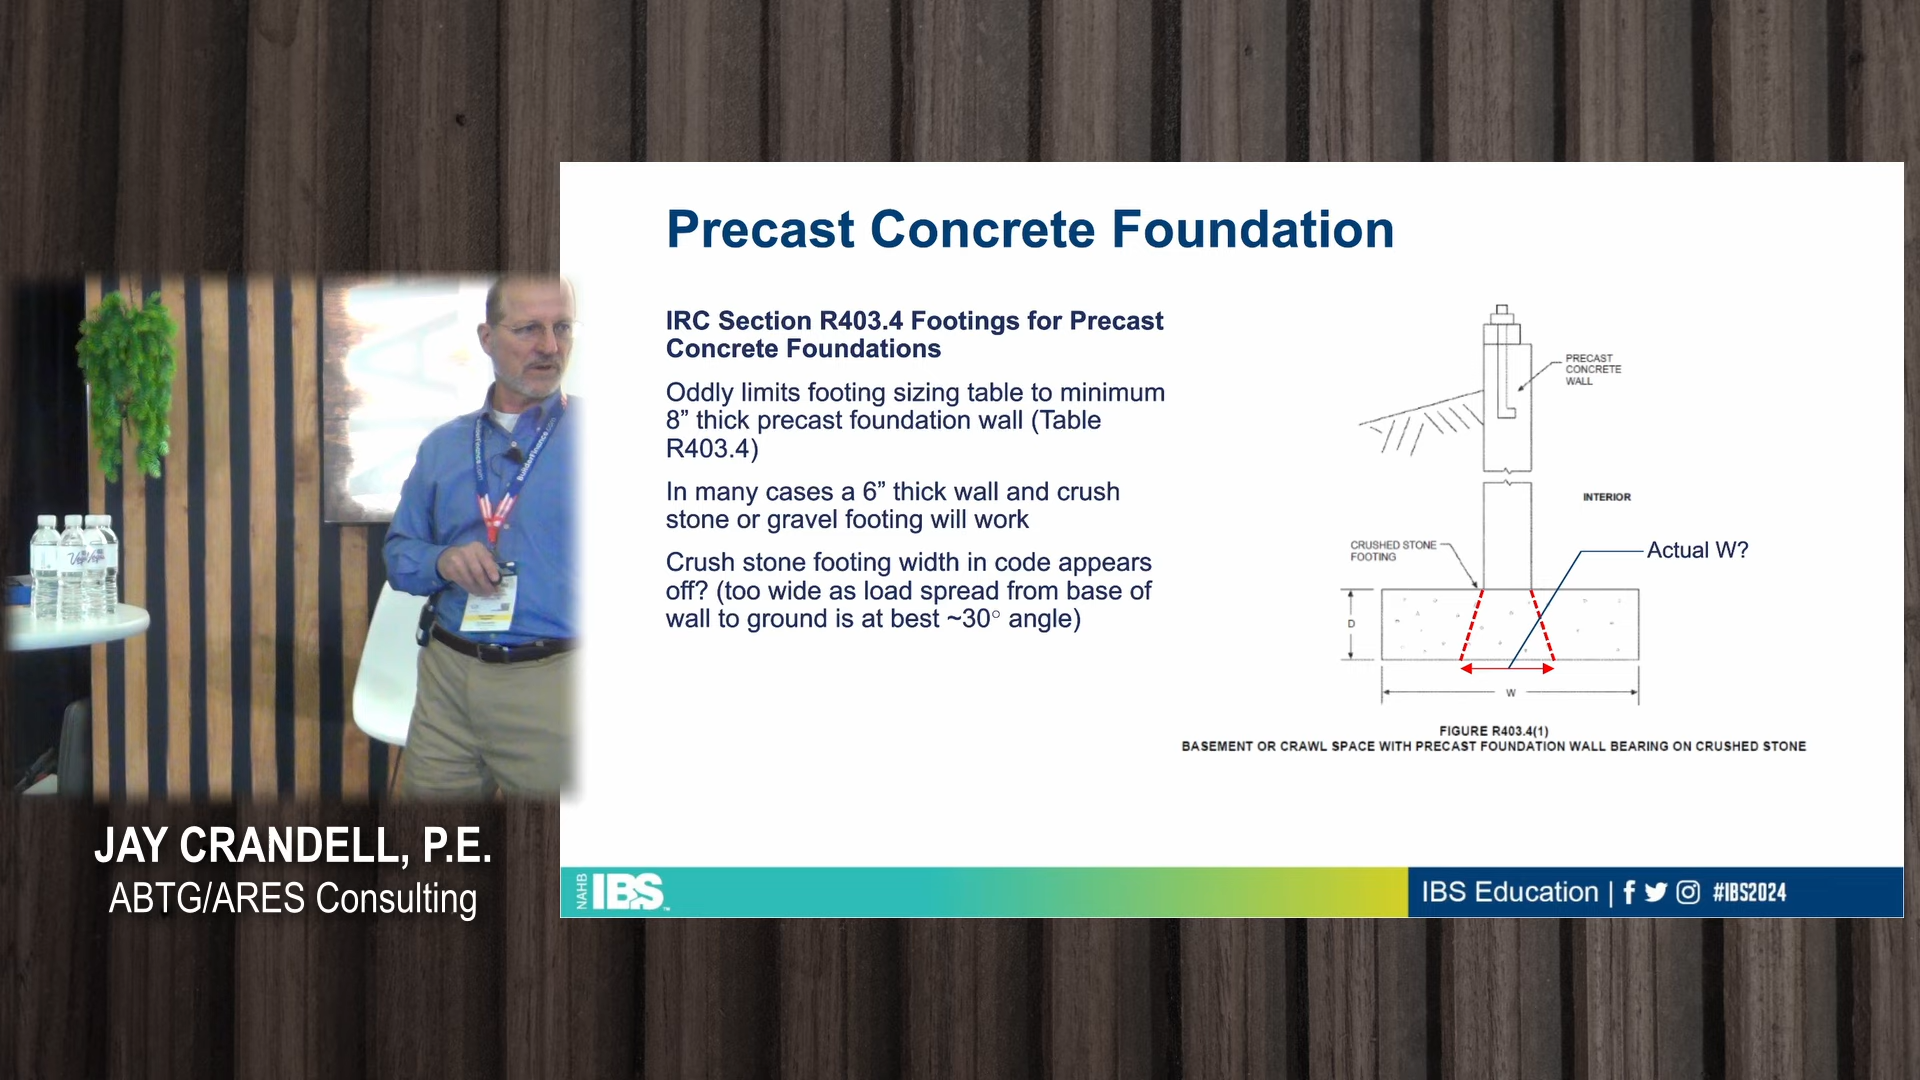 Precast Concrete Foundation
IRC Section R403.4 Footings for Precast
Concrete Foundations
Oddly limits footing sizing table to minimum
8” thick precast foundation wall (Table
R403.4)
In many cases a 6” thick wall and crush
stone or gravel footing will work
Crush stone footing width in code appears
off? (too wide as load spread from base of
wall to ground is at best ~30○ angle)
PRECAST
CONCRETE
WALL
INTERIOR
CRUSHED STONE
FOOTING
Actual W?
D
W
FIGURE R403.4(1)
BASEMENT OR CRAWL SPACE WITH PRECAST FOUNDATION WALL BEARING ON CRUSHED STONE
BuilderFinance.com
JAY CRANDELL, P.E.
ABTG/ARES Consulting
NAHB
IBS
IBS Education |
#IBS2024